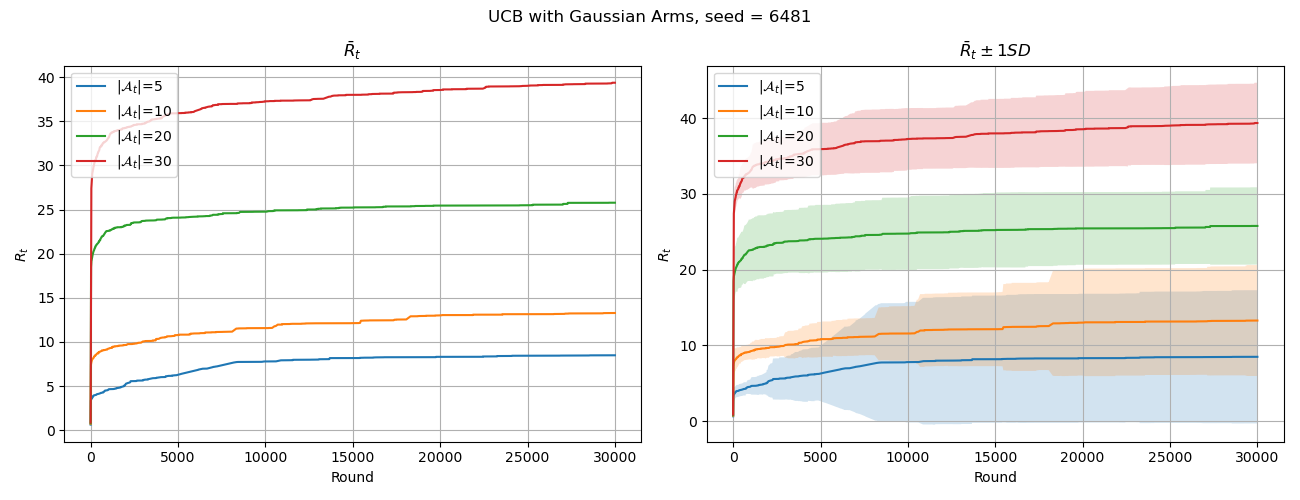 UCB with Gaussian Arms, seed = 6481
R̄ₜ
40
35
30
25
20
15
10
5
0
Rₜ
|𝒜ₜ|=5
|𝒜ₜ|=10
|𝒜ₜ|=20
|𝒜ₜ|=30
0 5000 10000 15000 20000 25000 30000
Round
R̄ₜ ± 1SD
40
30
20
10
0
Rₜ
|𝒜ₜ|=5
|𝒜ₜ|=10
|𝒜ₜ|=20
|𝒜ₜ|=30
0 5000 10000 15000 20000 25000 30000
Round